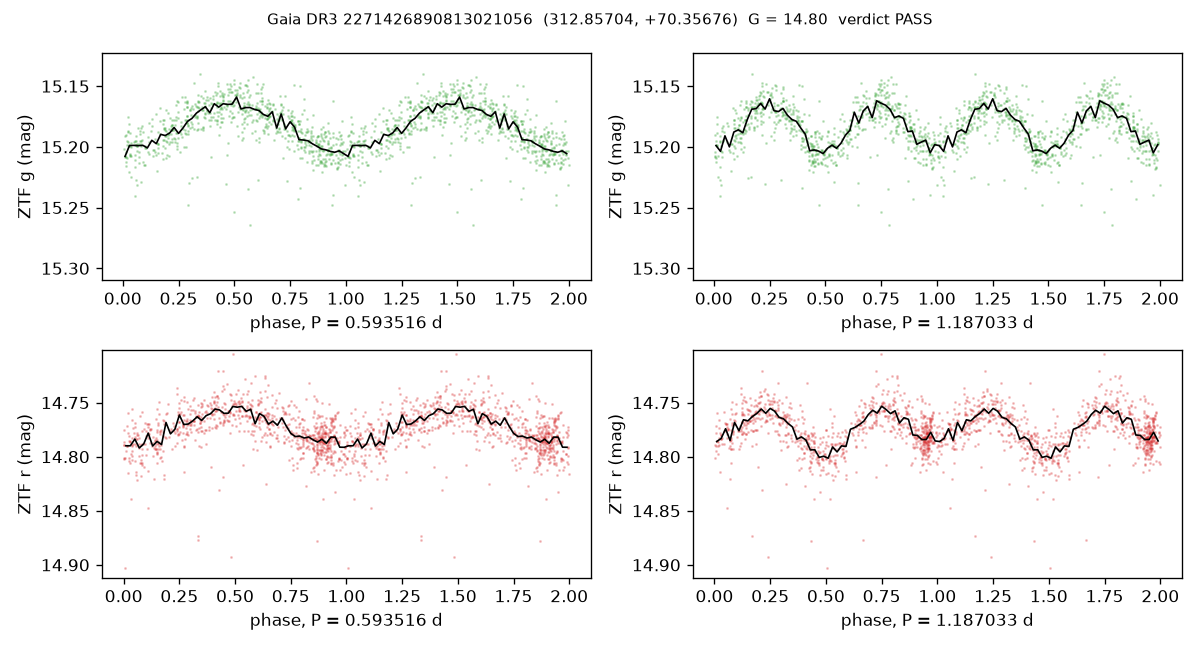 Gaia DR3 2271426890813021056  (312.85704, +70.35676)  G = 14.80  verdict PASS
ZTF g (mag)
15.15
15.20
15.25
15.30
0.00 0.25 0.50 0.75 1.00 1.25 1.50 1.75 2.00
phase, P = 0.593516 d
ZTF g (mag)
15.15
15.20
15.25
15.30
0.00 0.25 0.50 0.75 1.00 1.25 1.50 1.75 2.00
phase, P = 1.187033 d
ZTF r (mag)
14.75
14.80
14.85
14.90
0.00 0.25 0.50 0.75 1.00 1.25 1.50 1.75 2.00
phase, P = 0.593516 d
ZTF r (mag)
14.75
14.80
14.85
14.90
0.00 0.25 0.50 0.75 1.00 1.25 1.50 1.75 2.00
phase, P = 1.187033 d